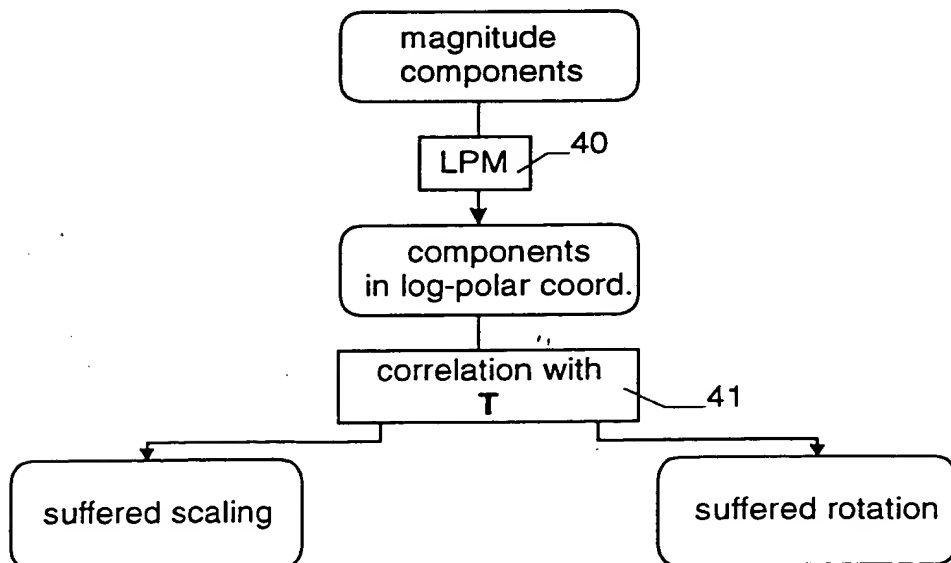 magnitude
components
LPM
40
components
in log-polar coord.
correlation with
T
41
suffered scaling
suffered rotation